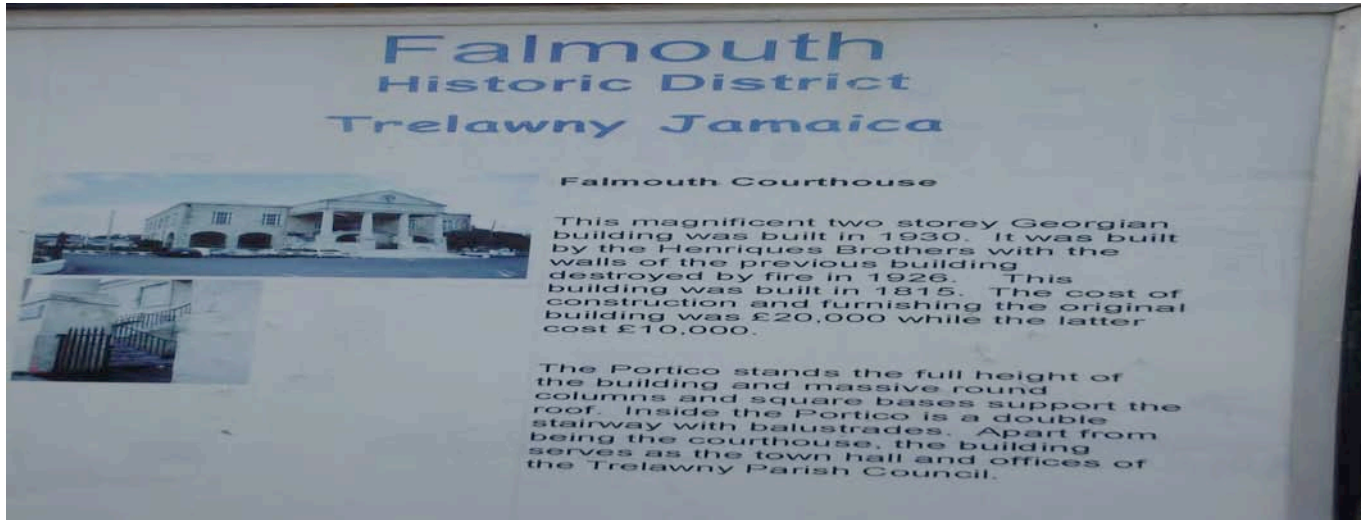 Falmouth
Historic District
Trelawny Jamaica
Falmouth Courthouse
This magnificent two storey Georgian
building was built in 1930. It was built
by the Henriques Brothers with the
walls of the previous building
destroyed by fire in 1926. This
building was built in 1815. The cost of
construction and furnishing the original
building was £20,000 while the latter
cost £10,000.
The Portico stands the full height of
the building and massive round
columns and square bases support the
roof. Inside the Portico is a double
stairway with balustrades. Apart from
being the courthouse, the building
serves as the town hall and offices of
the Trelawny Parish Council.